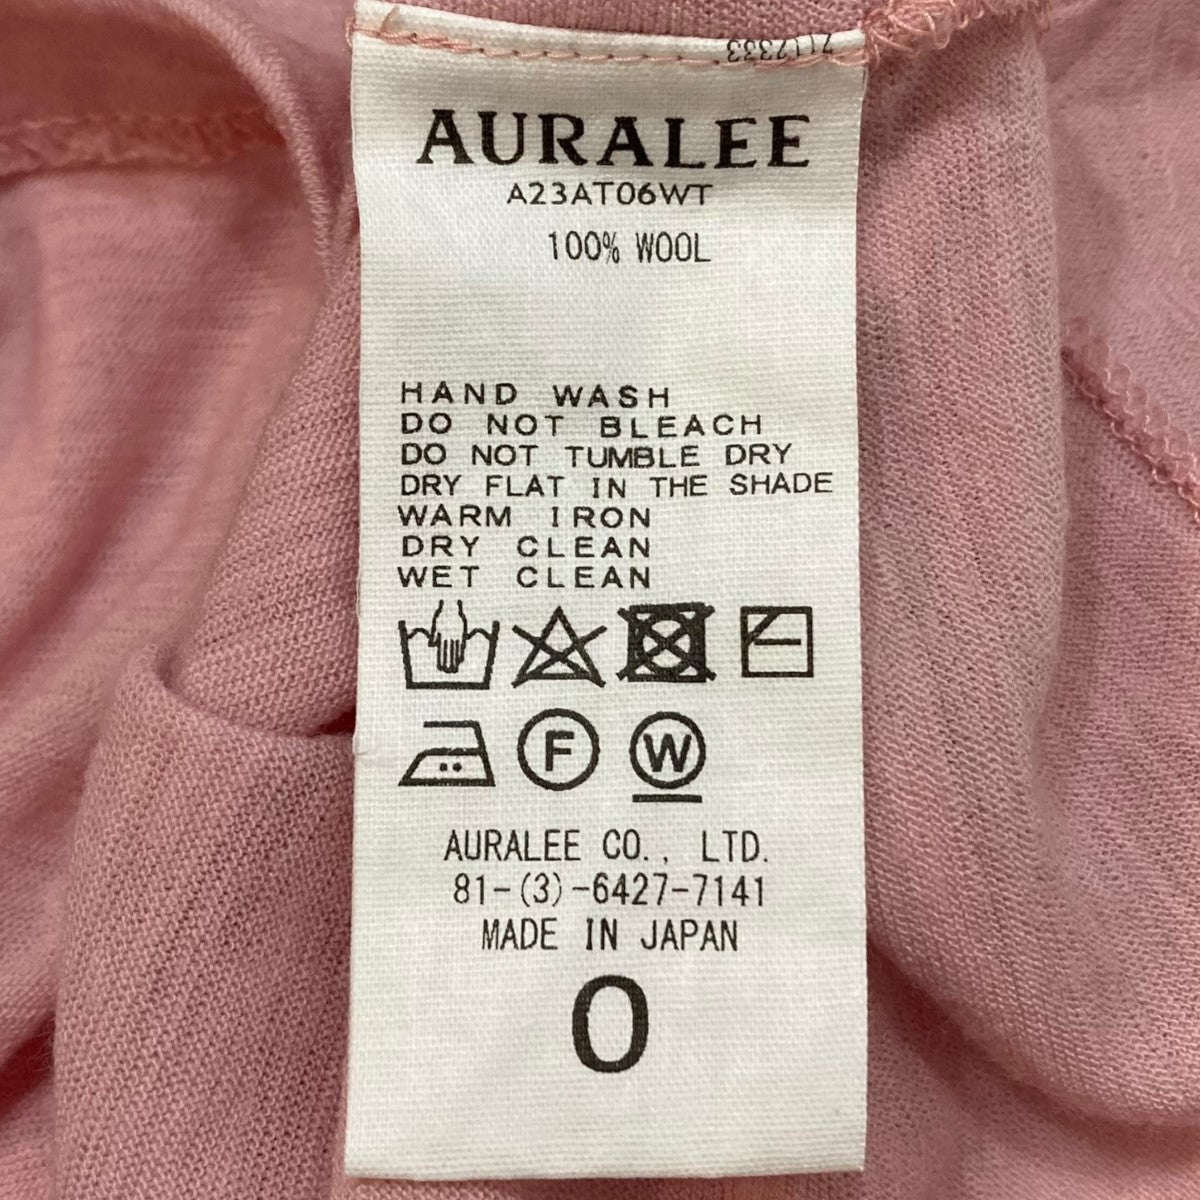 AURALEE
A23AT06WT
100% WOOL
HAND WASH
DO NOT BLEACH
DO NOT TUMBLE DRY
DRY FLAT IN THE SHADE
WARM IRON
DRY CLEAN
WET CLEAN
F W
AURALEE CO., LTD.
81-(3)-6427-7141
MADE IN JAPAN
0